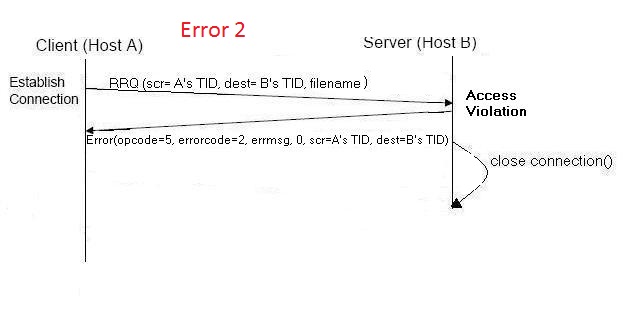 Error 2
Client (Host A)
Server (Host B)
Establish
Connection
RRQ (scr= A's TID, dest= B's TID, filename )
Access
Violation
Error(opcode=5, errorcode=2, errmsg, 0, scr=A's TID, dest=B's TID)
close connection()